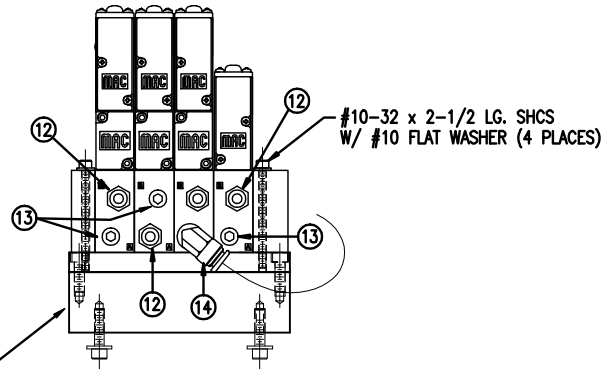 MAC MAC MAC
MAC
MAC MAC MAC
12
12
#10-32 x 2-1/2 LG. SHCS
W/ #10 FLAT WASHER (4 PLACES)
13
13
12
14